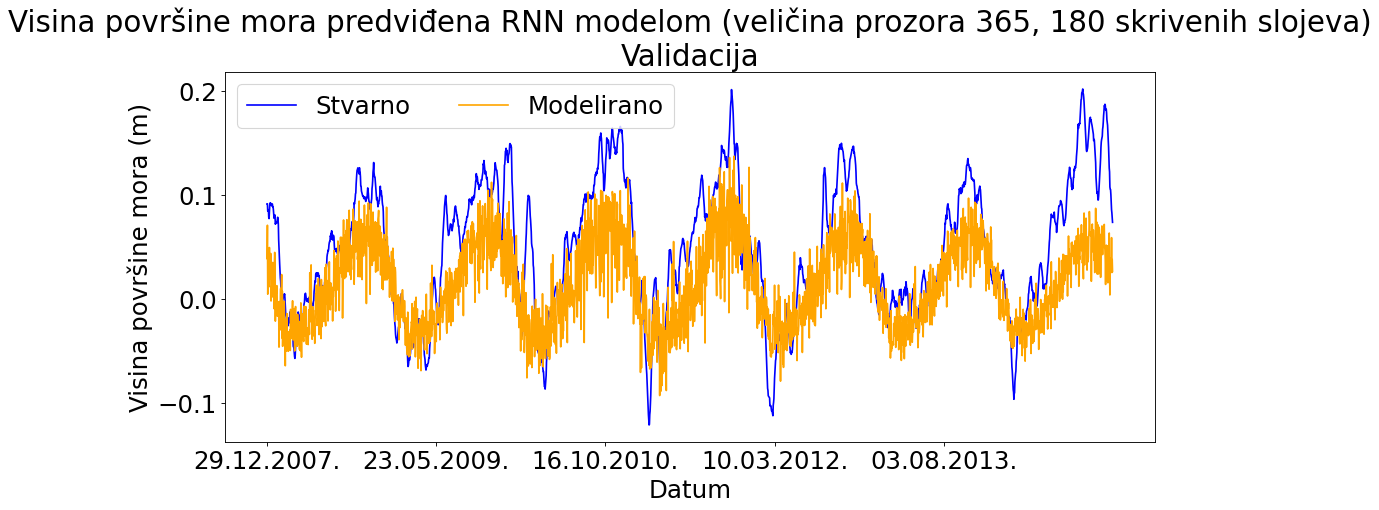 Visina površine mora predviđena RNN modelom (veličina prozora 365, 180 skrivenih slojeva)
Validacija
Stvarno Modelirano
Visina površine mora (m)
0.2
0.1
0.0
−0.1
29.12.2007. 23.05.2009. 16.10.2010. 10.03.2012. 03.08.2013.
Datum